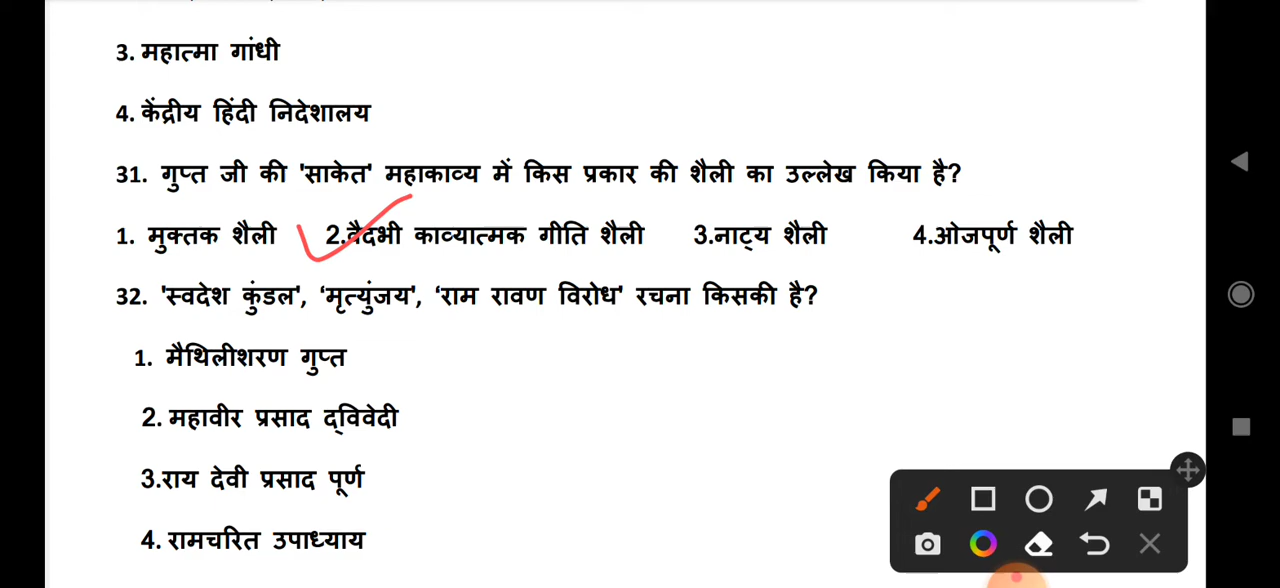 3. महात्मा गांधी
4. केंद्रीय हिंदी निदेशालय
31. गुप्त जी की 'साकेत' महाकाव्य में किस प्रकार की शैली का उल्लेख किया है?
1. मुक्तक शैली 2.वैदभी काव्यात्मक गीति शैली 3.नाट्य शैली 4.ओजपूर्ण शैली
32. 'स्वदेश कुंडल', ‘मृत्युंजय', ‘राम रावण विरोध' रचना किसकी है?
1. मैथिलीशरण गुप्त
2. महावीर प्रसाद द्विवेदी
3.राय देवी प्रसाद पूर्ण
4. रामचरित उपाध्याय